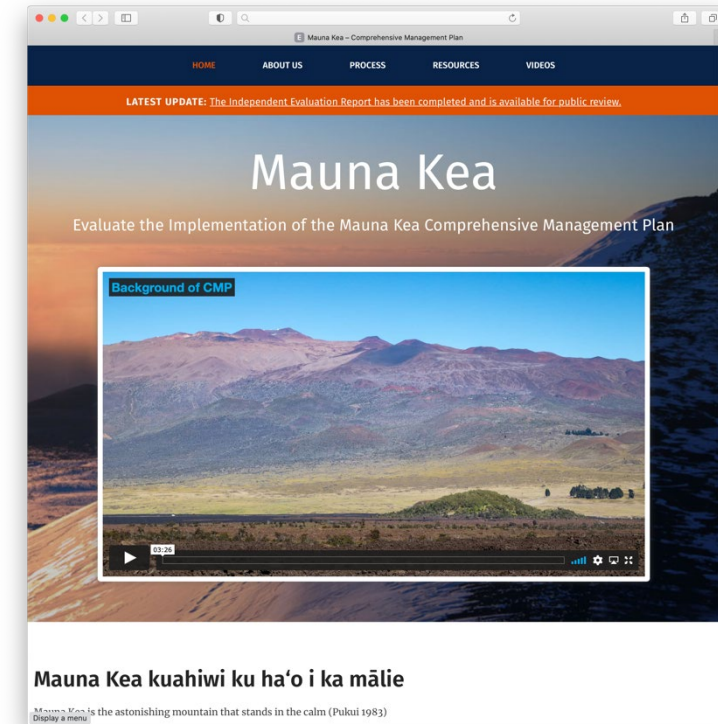 E Mauna Kea – Comprehensive Management Plan
HOME ABOUT US PROCESS RESOURCES VIDEOS
LATEST UPDATE: The Independent Evaluation Report has been completed and is available for public review.
Mauna Kea
Evaluate the Implementation of the Mauna Kea Comprehensive Management Plan
Background of CMP
03:26
Mauna Kea kuahiwi ku haʻo i ka mālie
Mauna Kea is the astonishing mountain that stands in the calm (Pukui 1983)
Display a menu